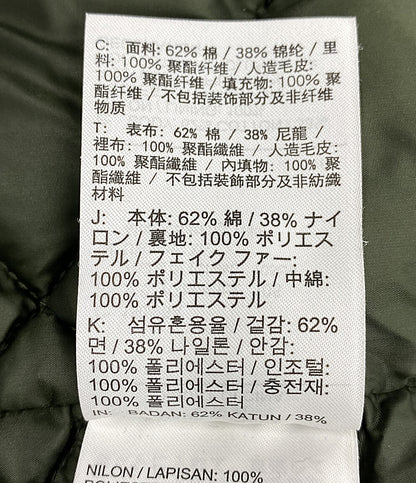 C: 面料: 62% 棉 / 38% 锦纶 / 里
料: 100% 聚酯纤维 / 人造毛皮:
100% 聚酯纤维 / 填充物: 100%
聚酯纤维 / 不包括装饰部分及非纤维
物质
T: 表布: 62% 棉 / 38% 尼龍 /
裡布: 100% 聚酯纖維 / 人造毛皮:
100% 聚酯纖維 / 內填物: 100%
聚酯纖維 / 不包括裝飾部分及非紡織
材料
J: 本体: 62% 綿 / 38% ナイ
ロン / 裏地: 100% ポリエス
テル / フェイク ファー:
100% ポリエステル / 中綿:
100% ポリエステル
K: 섬유혼용율 / 겉감: 62%
면 / 38% 나일론 / 안감:
100% 폴리에스터 / 인조털:
100% 폴리에스터 / 충전재:
100% 폴리에스터
IN: BADAN: 62% KATUN / 38%
NILON / LAPISAN: 100%